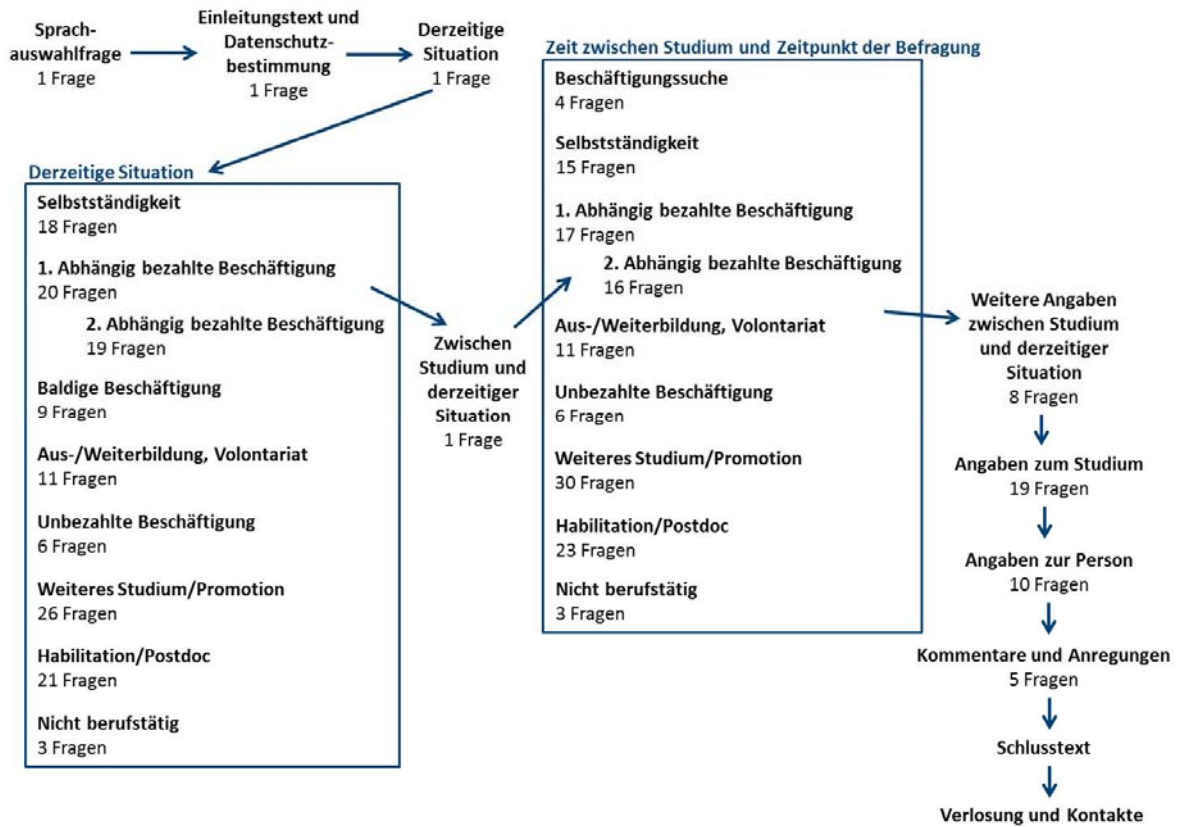 Sprach-
auswahlfrage
1 Frage
Einleitungstext und
Datenschutz-
bestimmung
1 Frage
Derzeitige
Situation
1 Frage
Derzeitige Situation
Selbstständigkeit
18 Fragen
1. Abhängig bezahlte Beschäftigung
20 Fragen
2. Abhängig bezahlte Beschäftigung
19 Fragen
Baldige Beschäftigung
9 Fragen
Aus-/Weiterbildung, Volontariat
11 Fragen
Unbezahlte Beschäftigung
6 Fragen
Weiteres Studium/Promotion
26 Fragen
Habilitation/Postdoc
21 Fragen
Nicht berufstätig
3 Fragen
Zwischen
Studium und
derzeitiger
Situation
1 Frage
Zeit zwischen Studium und Zeitpunkt der Befragung
Beschäftigungssuche
4 Fragen
Selbstständigkeit
15 Fragen
1. Abhängig bezahlte Beschäftigung
17 Fragen
2. Abhängig bezahlte Beschäftigung
16 Fragen
Aus-/Weiterbildung, Volontariat
11 Fragen
Unbezahlte Beschäftigung
6 Fragen
Weiteres Studium/Promotion
30 Fragen
Habilitation/Postdoc
23 Fragen
Nicht berufstätig
3 Fragen
Weitere Angaben
zwischen Studium
und derzeitiger
Situation
8 Fragen
Angaben zum Studium
19 Fragen
Angaben zur Person
10 Fragen
Kommentare und Anregungen
5 Fragen
Schlusstext
Verlosung und Kontakte